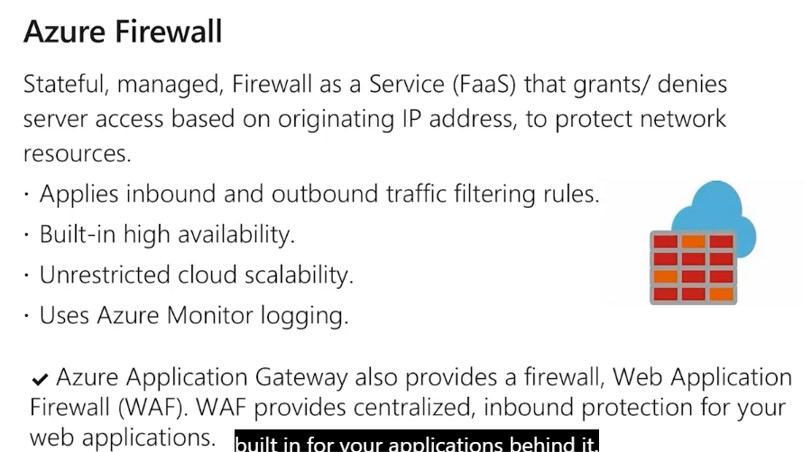 Azure Firewall
Stateful, managed, Firewall as a Service (FaaS) that grants/ denies
server access based on originating IP address, to protect network
resources.
· Applies inbound and outbound traffic filtering rules.
· Built-in high availability.
· Unrestricted cloud scalability.
· Uses Azure Monitor logging.
✔ Azure Application Gateway also provides a firewall, Web Application
Firewall (WAF). WAF provides centralized, inbound protection for your
web applications.
built in for your applications behind it.